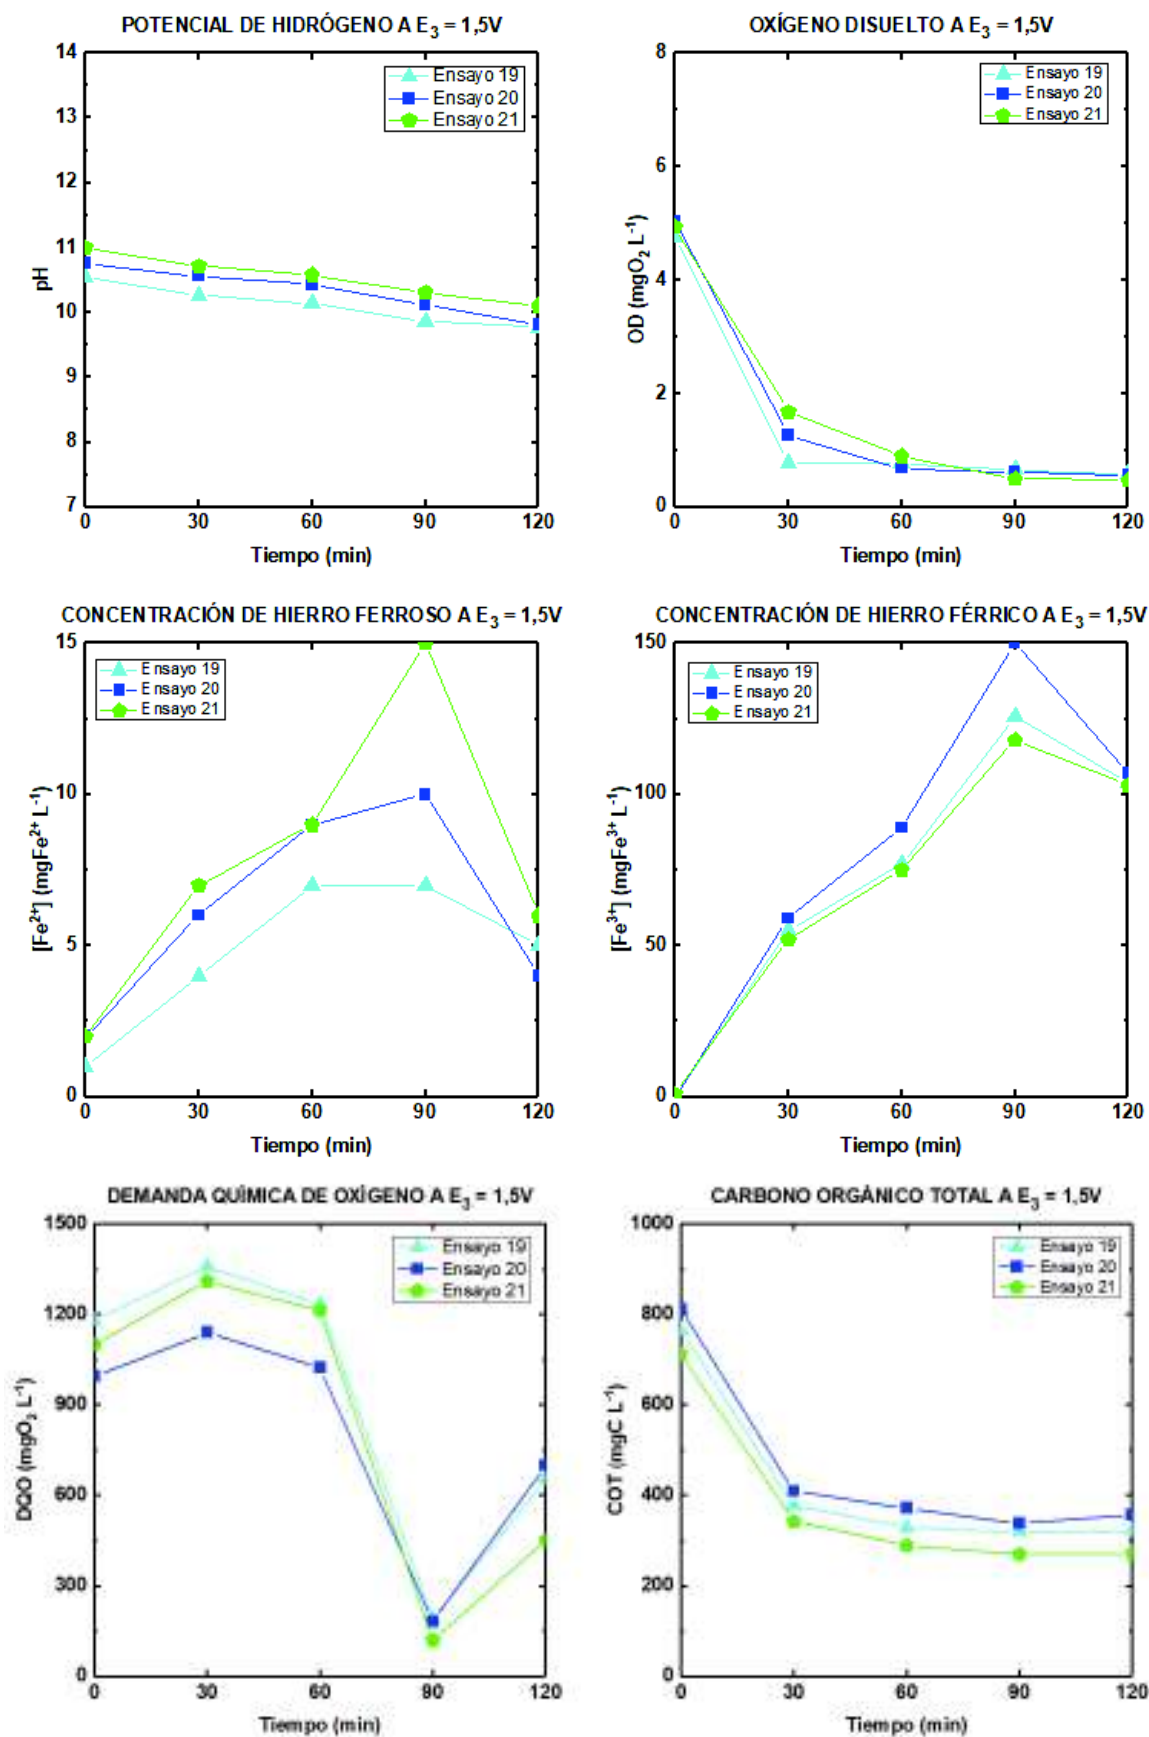 POTENCIAL DE HIDRÓGENO A E3 = 1,5V
14
13
12
11
10
9
8
7
pH
Ensayo 19
Ensayo 20
Ensayo 21
0 30 60 90 120
Tiempo (min)
OXÍGENO DISUELTO A E3 = 1,5V
8
6
4
2
0
OD (mgO2 L-1)
Ensayo 19
Ensayo 20
Ensayo 21
0 30 60 90 120
Tiempo (min)
CONCENTRACIÓN DE HIERRO FERROSO A E3 = 1,5V
15
10
5
0
[Fe2+] (mgFe2+ L-1)
Ensayo 19
Ensayo 20
Ensayo 21
0 30 60 90 120
Tiempo (min)
CONCENTRACIÓN DE HIERRO FÉRRICO A E3 = 1,5V
150
100
50
0
[Fe3+] (mgFe3+ L-1)
Ensayo 19
Ensayo 20
Ensayo 21
0 30 60 90 120
Tiempo (min)
DEMANDA QUÍMICA DE OXÍGENO A E3 = 1,5V
1500
1200
900
600
300
0
DQO (mgO2 L-1)
Ensayo 19
Ensayo 20
Ensayo 21
0 30 60 90 120
Tiempo (min)
CARBONO ORGÁNICO TOTAL A E3 = 1,5V
1000
800
600
400
200
0
COT (mgC L-1)
Ensayo 19
Ensayo 20
Ensayo 21
0 30 60 90 120
Tiempo (min)